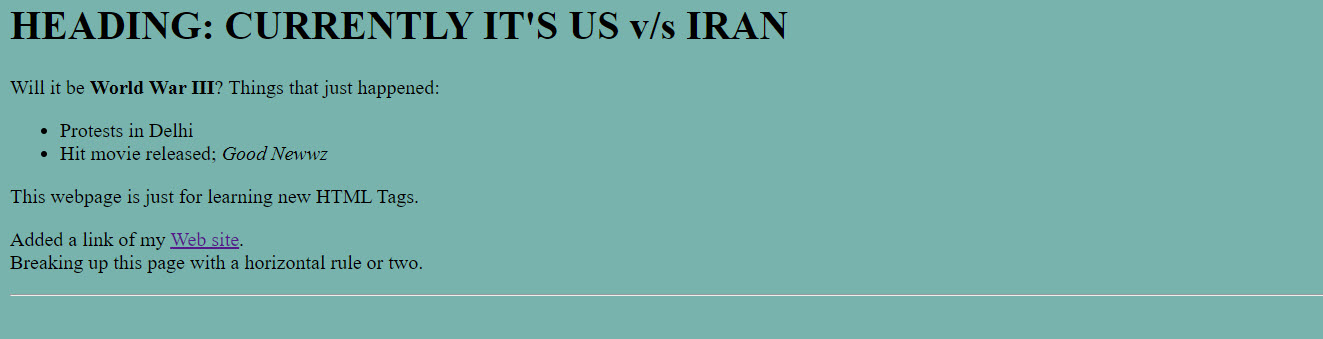 HEADING: CURRENTLY IT'S US v/s IRAN
Will it be World War III? Things that just happened:
Protests in Delhi
Hit movie released; Good Newwz
This webpage is just for learning new HTML Tags.
Added a link of my Web site.
Breaking up this page with a horizontal rule or two.